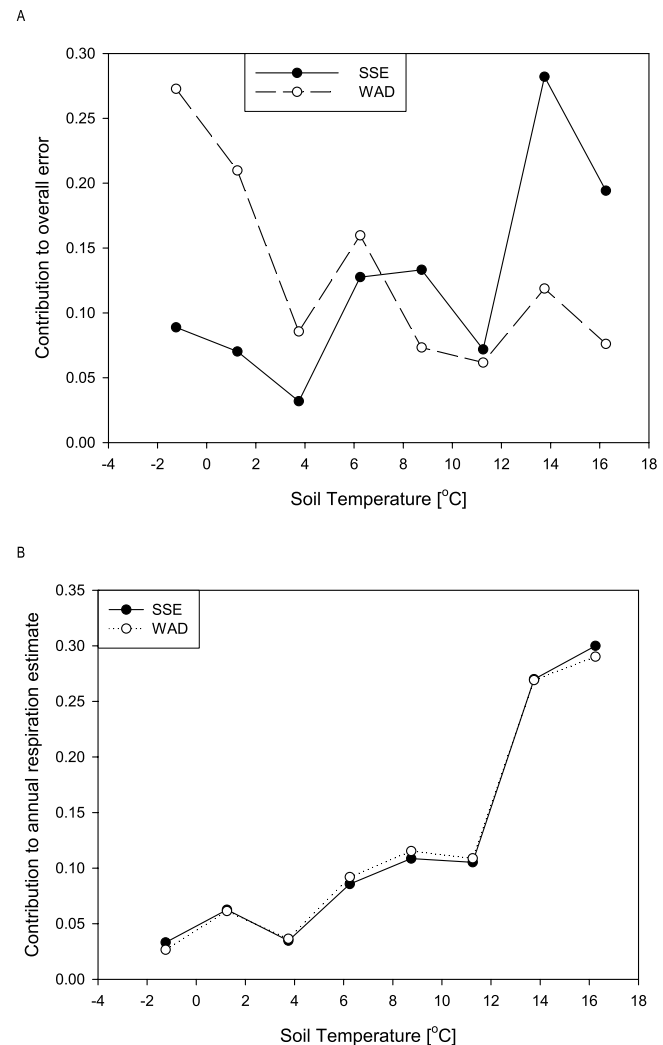 A
0.30
0.25
0.20
0.15
0.10
0.05
0.00
Contribution to overall error
SSE
WAD
-4 -2 0 2 4 6 8 10 12 14 16 18
Soil Temperature [°C]
B
0.35
0.30
0.25
0.20
0.15
0.10
0.05
0.00
Contribution to annual respiration estimate
SSE
WAD
-4 -2 0 2 4 6 8 10 12 14 16 18
Soil Temperature [°C]